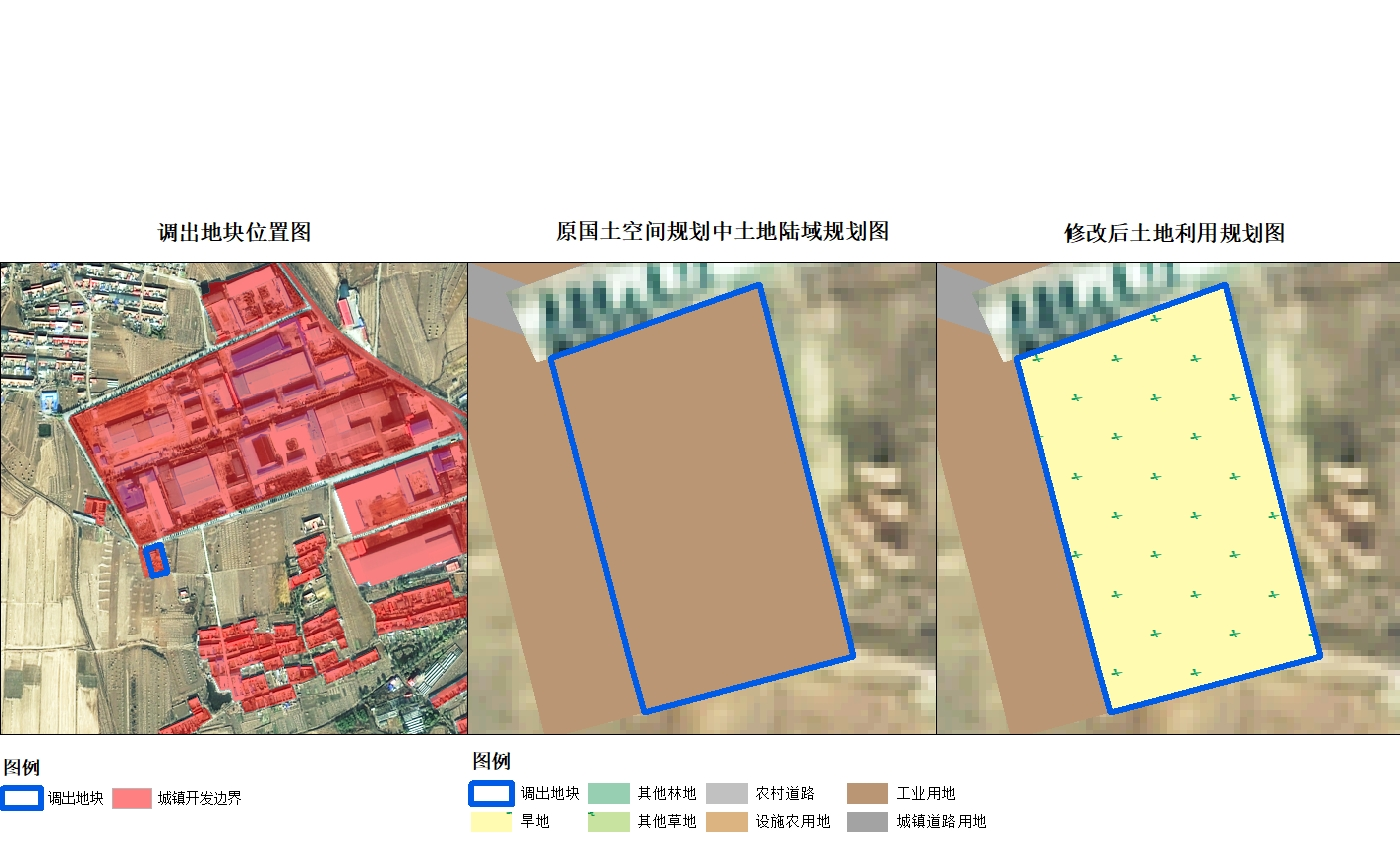 调出地块位置图
原国土空间规划中土地陆域规划图
修改后土地利用规划图
图例
调出地块
城镇开发边界
图例
调出地块
其他林地
农村道路
工业用地
旱地
其他草地
设施农用地
城镇道路用地